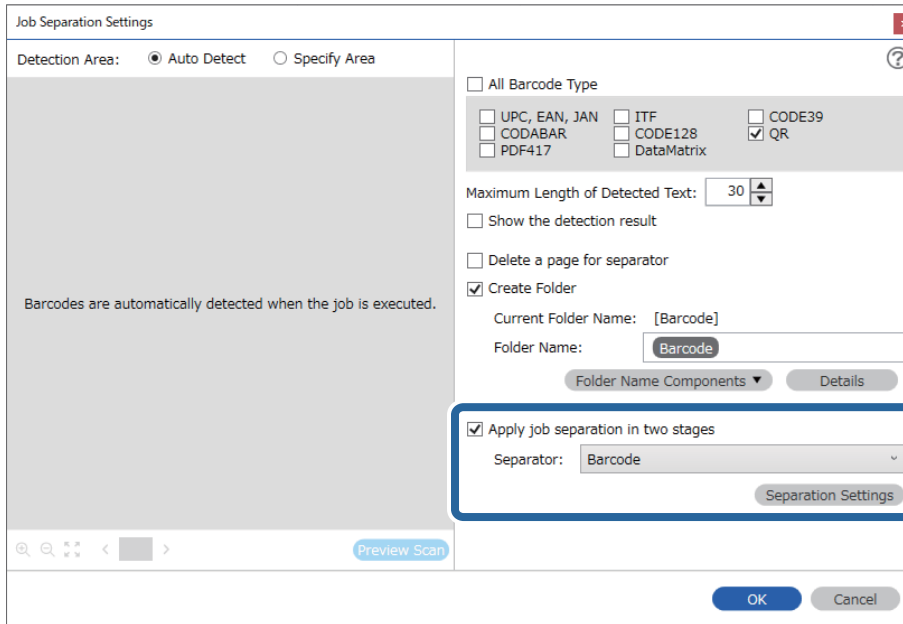 Job Separation Settings
Detection Area: Auto Detect Specify Area
?
All Barcode Type
UPC, EAN, JAN ITF CODE39
CODABAR CODE128 QR
PDF417 DataMatrix
Maximum Length of Detected Text: 30
Show the detection result
Delete a page for separator
Create Folder
Current Folder Name: [Barcode]
Folder Name: Barcode
Folder Name Components ▼ Details
Apply job separation in two stages
Separator: Barcode
Separation Settings
Barcodes are automatically detected when the job is executed.
Preview Scan
OK Cancel